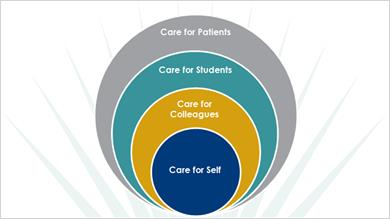 Care for Patients
Care for Students
Care for
Colleagues
Care for Self